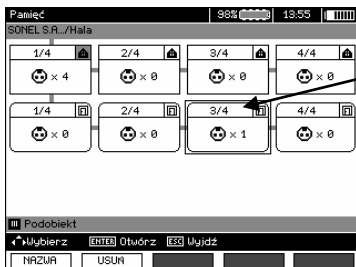 Pamięć 98% 13:55
SONEL S.A../Hala
1/4 2/4 3/4 4/4
× 4 × 0 × 0 × 0
1/4 2/4 3/4 4/4
× 0 × 0 × 1 × 0
Podobiekt
Wybierz ENTER Otwórz ESC Wyjdź
NAZWA USUŃ